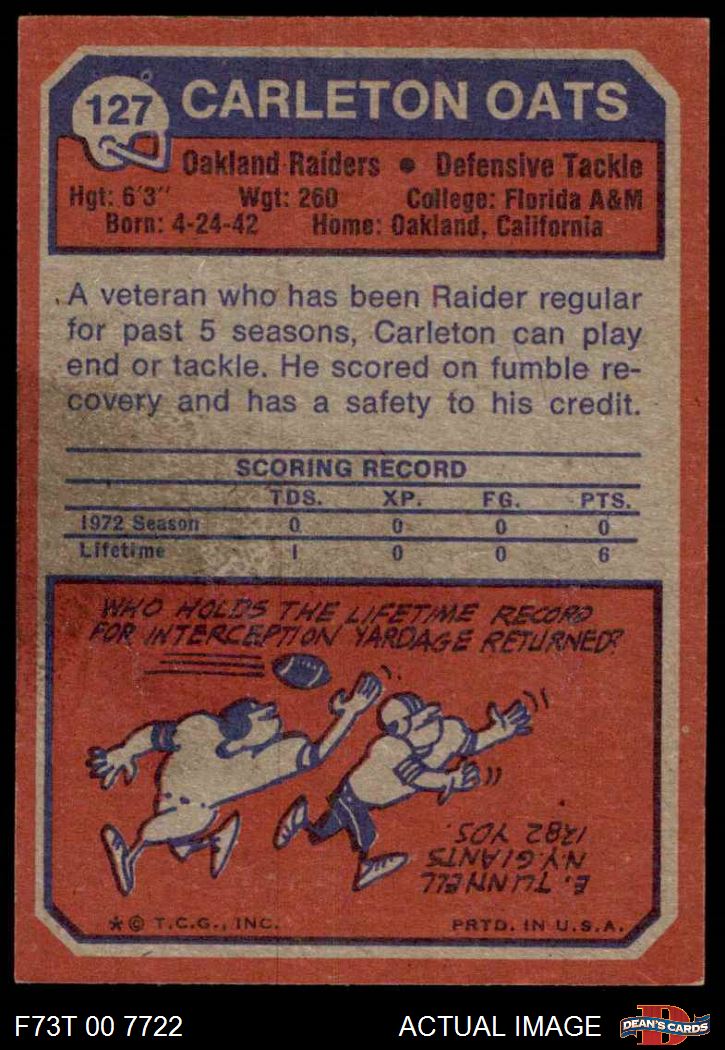 127 CARLETON OATS
Oakland Raiders • Defensive Tackle
Hgt: 6'3" Wgt: 260 College: Florida A&M
Born: 4-24-42 Home: Oakland, California
A veteran who has been Raider regular
for past 5 seasons, Carleton can play
end or tackle. He scored on fumble re-
covery and has a safety to his credit.
SCORING RECORD
TDS. XP. FG. PTS.
1972 Season 0 0 0 0
Lifetime 1 0 0 6
WHO HOLDS THE LIFETIME RECORD
FOR INTERCEPTION YARDAGE RETURNED?
E. TUNNELL
N.Y. GIANTS
1282 YDS.
* © T.C.G., INC. PRTD. IN U.S.A.
F73T 00 7722 ACTUAL IMAGE D DEAN'S CARDS